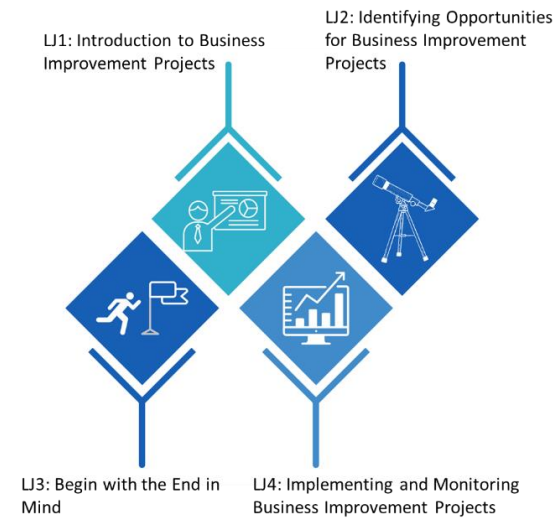 LJ1: Introduction to Business
Improvement Projects
LJ2: Identifying Opportunities
for Business Improvement
Projects
LJ3: Begin with the End in
Mind
LJ4: Implementing and Monitoring
Business Improvement Projects